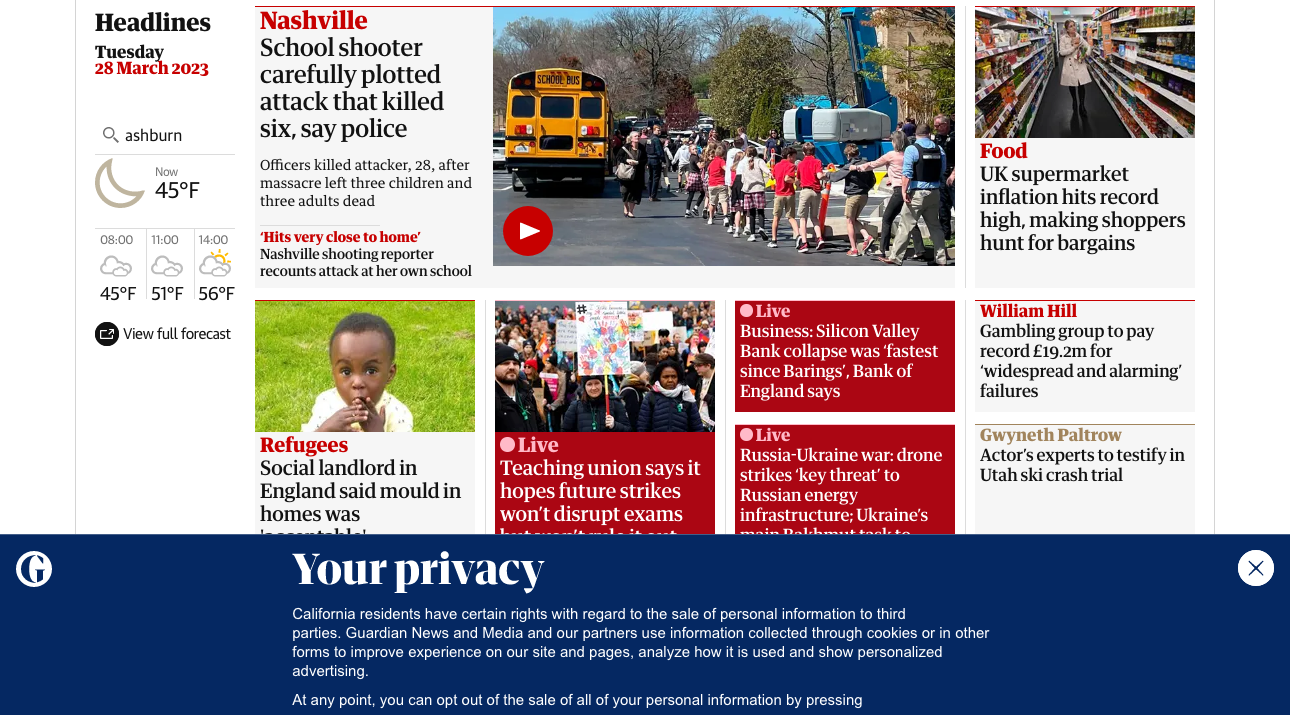 Headlines
Tuesday
28 March 2023
ashburn
Now
45°F
08:00
11:00
14:00
45°F
51°F
56°F
View full forecast
Nashville
School shooter
carefully plotted
attack that killed
six, say police
Officers killed attacker, 28, after
massacre left three children and
three adults dead
‘Hits very close to home’
Nashville shooting reporter
recounts attack at her own school
SCHOOL BUS
Food
UK supermarket
inflation hits record
high, making shoppers
hunt for bargains
Refugees
Social landlord in
England said mould in
homes was
'acceptable'
Live
Teaching union says it
hopes future strikes
won’t disrupt exams
but won’t rule it out
Live
Business: Silicon Valley
Bank collapse was ‘fastest
since Barings’, Bank of
England says
Live
Russia-Ukraine war: drone
strikes ‘key threat’ to
Russian energy
infrastructure; Ukraine’s
main Bakhmut task to
William Hill
Gambling group to pay
record £19.2m for
‘widespread and alarming’
failures
Gwyneth Paltrow
Actor’s experts to testify in
Utah ski crash trial
G
Your privacy
California residents have certain rights with regard to the sale of personal information to third
parties. Guardian News and Media and our partners use information collected through cookies or in other
forms to improve experience on our site and pages, analyze how it is used and show personalized
advertising.
At any point, you can opt out of the sale of all of your personal information by pressing